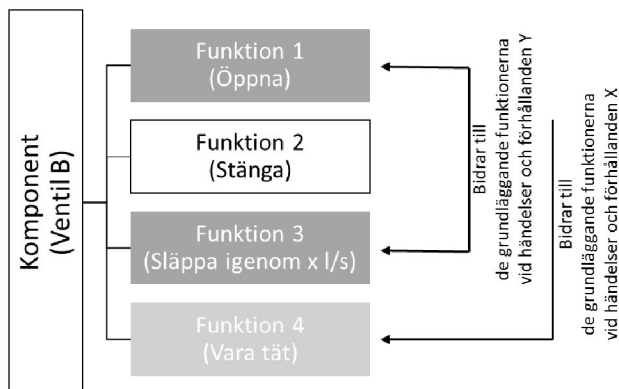 Komponent
(Ventil B)
Funktion 1
(Öppna)
Funktion 2
(Stänga)
Funktion 3
(Släppa igenom x l/s)
Funktion 4
(Vara tät)
Bidrar till
de grundläggande funktionerna
vid händelser och förhållanden Y
Bidrar till
de grundläggande funktionerna
vid händelser och förhållanden X